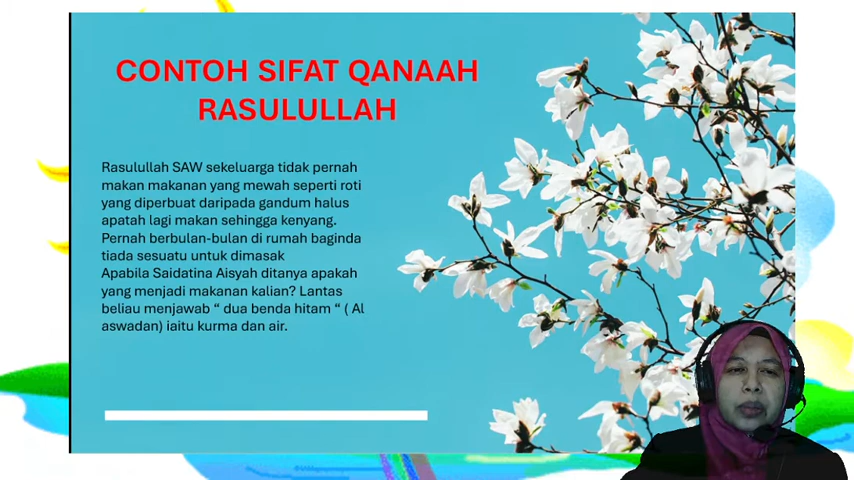 CONTOH SIFAT QANAAH
RASULULLAH
Rasulullah SAW sekeluarga tidak pernah
makan makanan yang mewah seperti roti
yang diperbuat daripada gandum halus
apatah lagi makan sehingga kenyang.
Pernah berbulan-bulan di rumah baginda
tiada sesuatu untuk dimasak
Apabila Saidatina Aisyah ditanya apakah
yang menjadi makanan kalian? Lantas
beliau menjawab “ dua benda hitam “ ( Al
aswadan) iaitu kurma dan air.